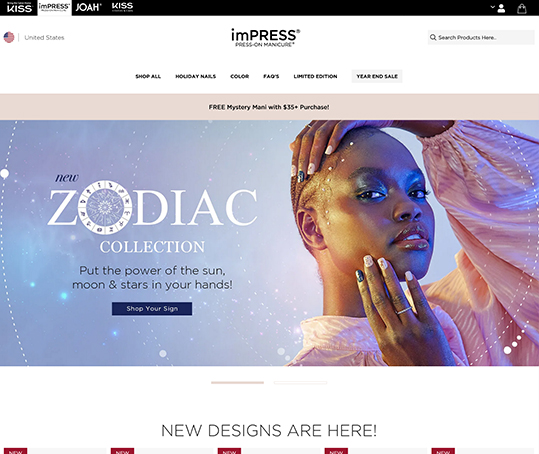 KISS
imPRESS®
JOAH®
KISS
United States
imPRESS®
PRESS-ON MANICURE®
Search Products Here..
SHOP ALL
HOLIDAY NAILS
COLOR
FAQ'S
LIMITED EDITION
YEAR END SALE
FREE Mystery Mani with $35+ Purchase!
new
ZODIAC
COLLECTION
Put the power of the sun,
moon & stars in your hands!
Shop Your Sign
NEW DESIGNS ARE HERE!
NEW
NEW
NEW
NEW
NEW